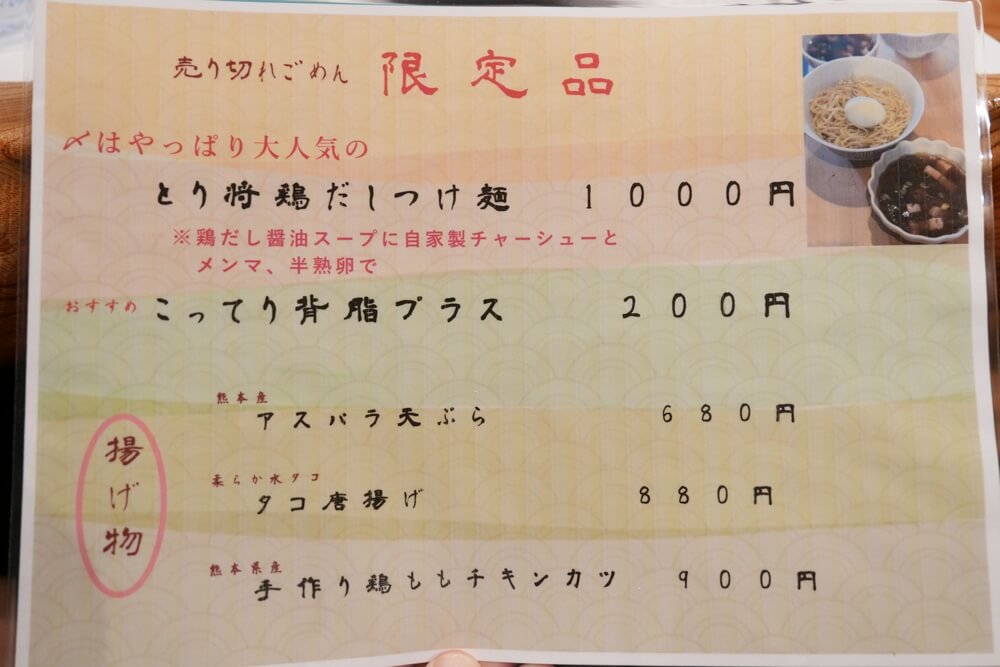 売り切れごめん 限定品
〆はやっぱり大人気の
とり将鶏だしつけ麺 1000円
※鶏だし醤油スープに自家製チャーシューと
メンマ、半熟卵で
おすすめ こってり背脂プラス 200円
揚げ物
熊本産
アスパラ天ぷら 680円
柔らか水タコ
タコ唐揚げ 880円
熊本県産
手作り鶏ももチキンカツ 900円